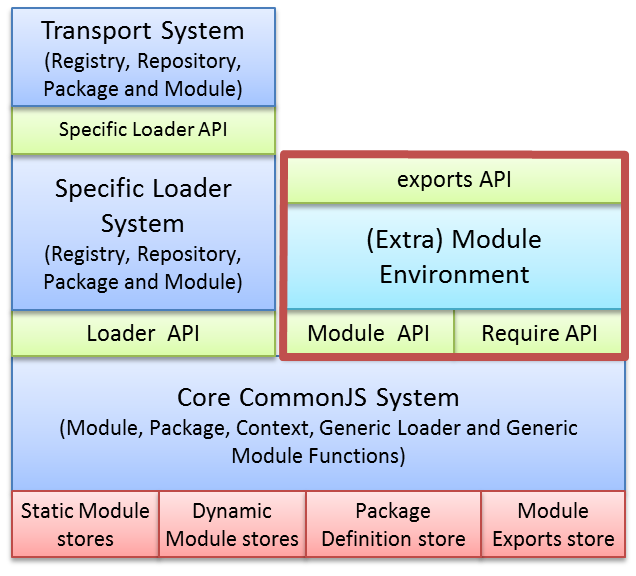 Transport System
(Registry, Repository,
Package and Module)
Specific Loader API
Specific Loader
System
(Registry, Repository,
Package and Module)
Loader API
exports API
(Extra) Module
Environment
Module API
Require API
Core CommonJS System
(Module, Package, Context, Generic Loader and Generic
Module Functions)
Static Module
stores
Dynamic
Module stores
Package
Definition store
Module
Exports store